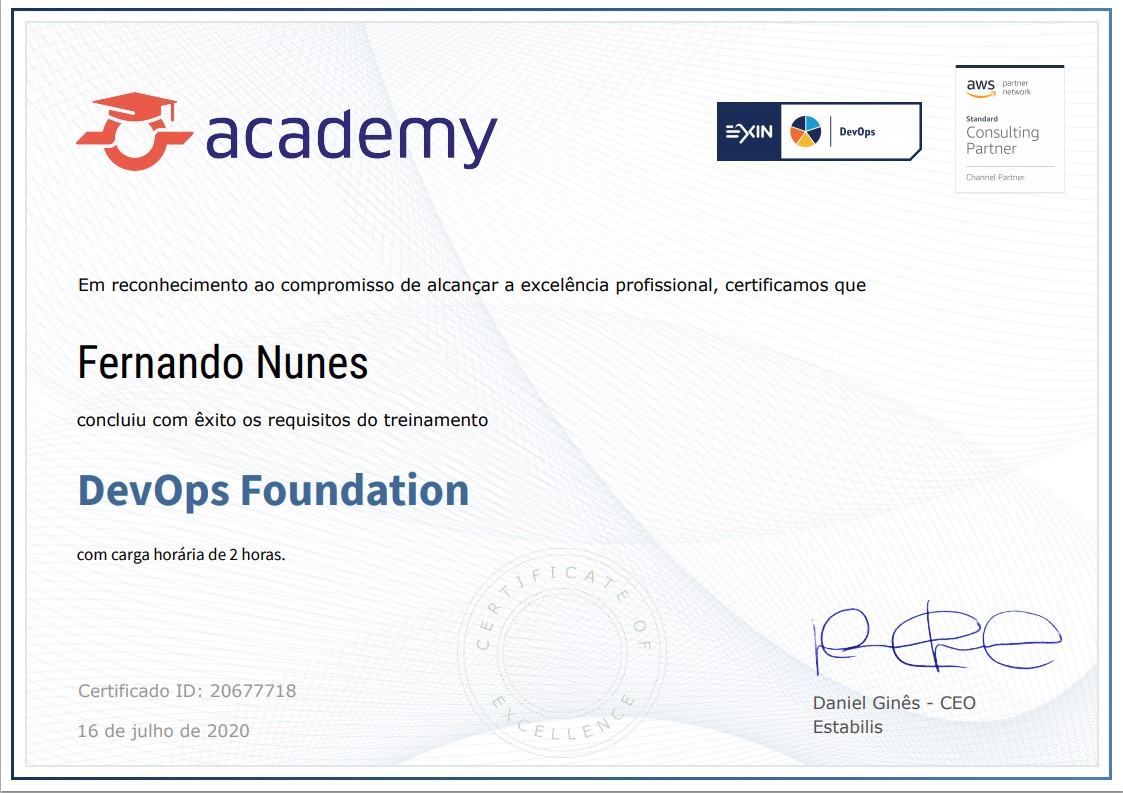 academy
EXIN
DevOps
aws partner network
Standard
Consulting
Partner
Channel Partner
Em reconhecimento ao compromisso de alcançar a excelência profissional, certificamos que
Fernando Nunes
concluiu com êxito os requisitos do treinamento
DevOps Foundation
com carga horária de 2 horas.
CERTIFICATE OF
EXCELLENCE
Certificado ID: 20677718
16 de julho de 2020
Daniel Ginês - CEO
Estabilis